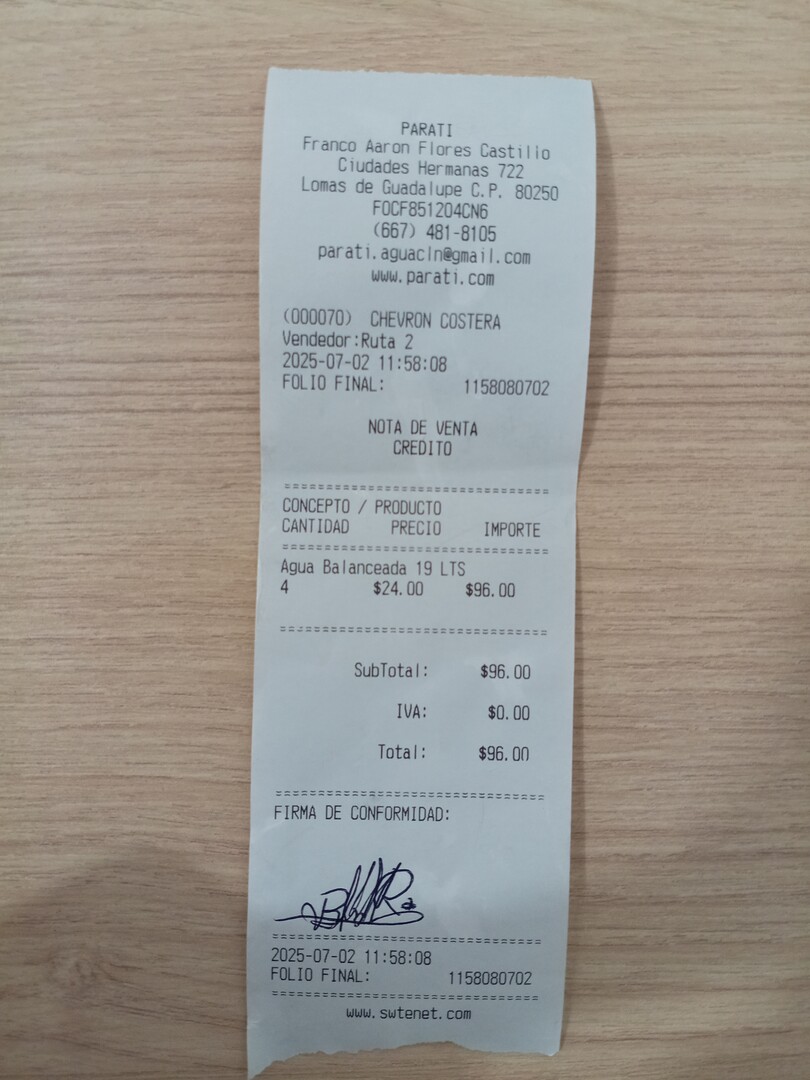 PARATI
Franco Aaron Flores Castillo
Ciudades Hermanas 722
Lomas de Guadalupe C.P. 80250
FOCF851204CN6
(667) 481-8105
parati.aguacln@gmail.com
www.parati.com
(000070) CHEVRON COSTERA
Vendedor:Ruta 2
2025-07-02 11:58:08
FOLIO FINAL: 1158080702
NOTA DE VENTA
CREDITO
==============================
CONCEPTO / PRODUCTO
CANTIDAD PRECIO IMPORTE
==============================
Agua Balanceada 19 LTS
4 $24.00 $96.00
==============================
SubTotal: $96.00
IVA: $0.00
Total: $96.00
==============================
FIRMA DE CONFORMIDAD:
==============================
2025-07-02 11:58:08
FOLIO FINAL: 1158080702
==============================
www.swtenet.com